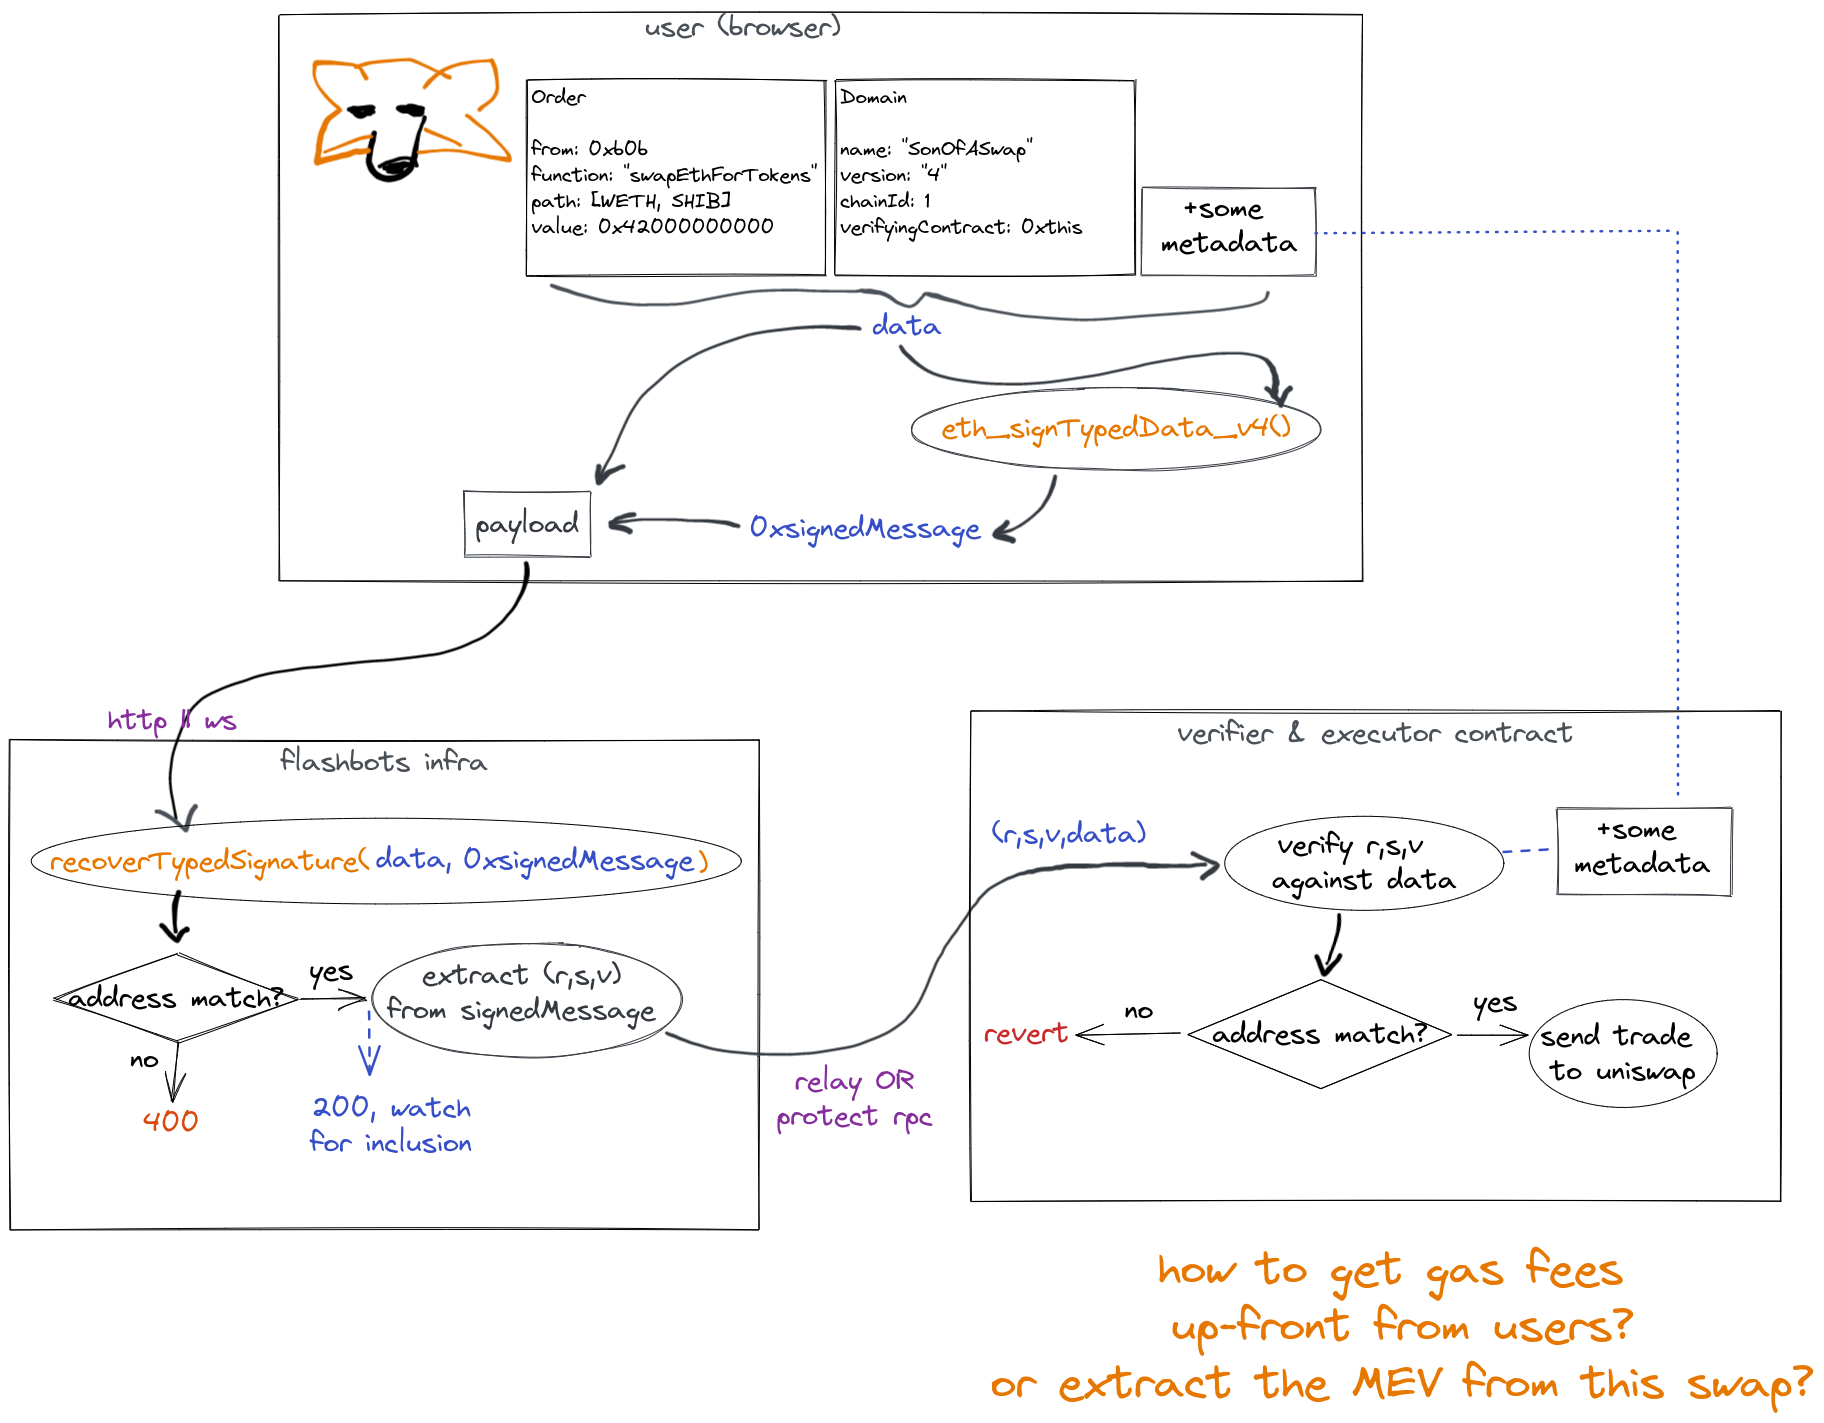 user (browser)
Order
from: 0xb0b
function: "swapEthForTokens"
path: [WETH, SHIB]
value: 0x42000000000
Domain
name: "SonOfASwap"
version: "4"
chainId: 1
verifyingContract: 0xthis
+some
metadata
data
eth_signTypedData_v4()
payload
0xsignedMessage
http || ws
flashbots infra
recoverTypedSignature( data, 0xsignedMessage )
address match?
yes
no
400
extract (r,s,v)
from signedMessage
200, watch
for inclusion
relay OR
protect rpc
verifier & executor contract
(r,s,v,data)
verify r,s,v
against data
+some
metadata
address match?
no
revert
yes
send trade
to uniswap
how to get gas fees
up-front from users?
or extract the MEV from this swap?